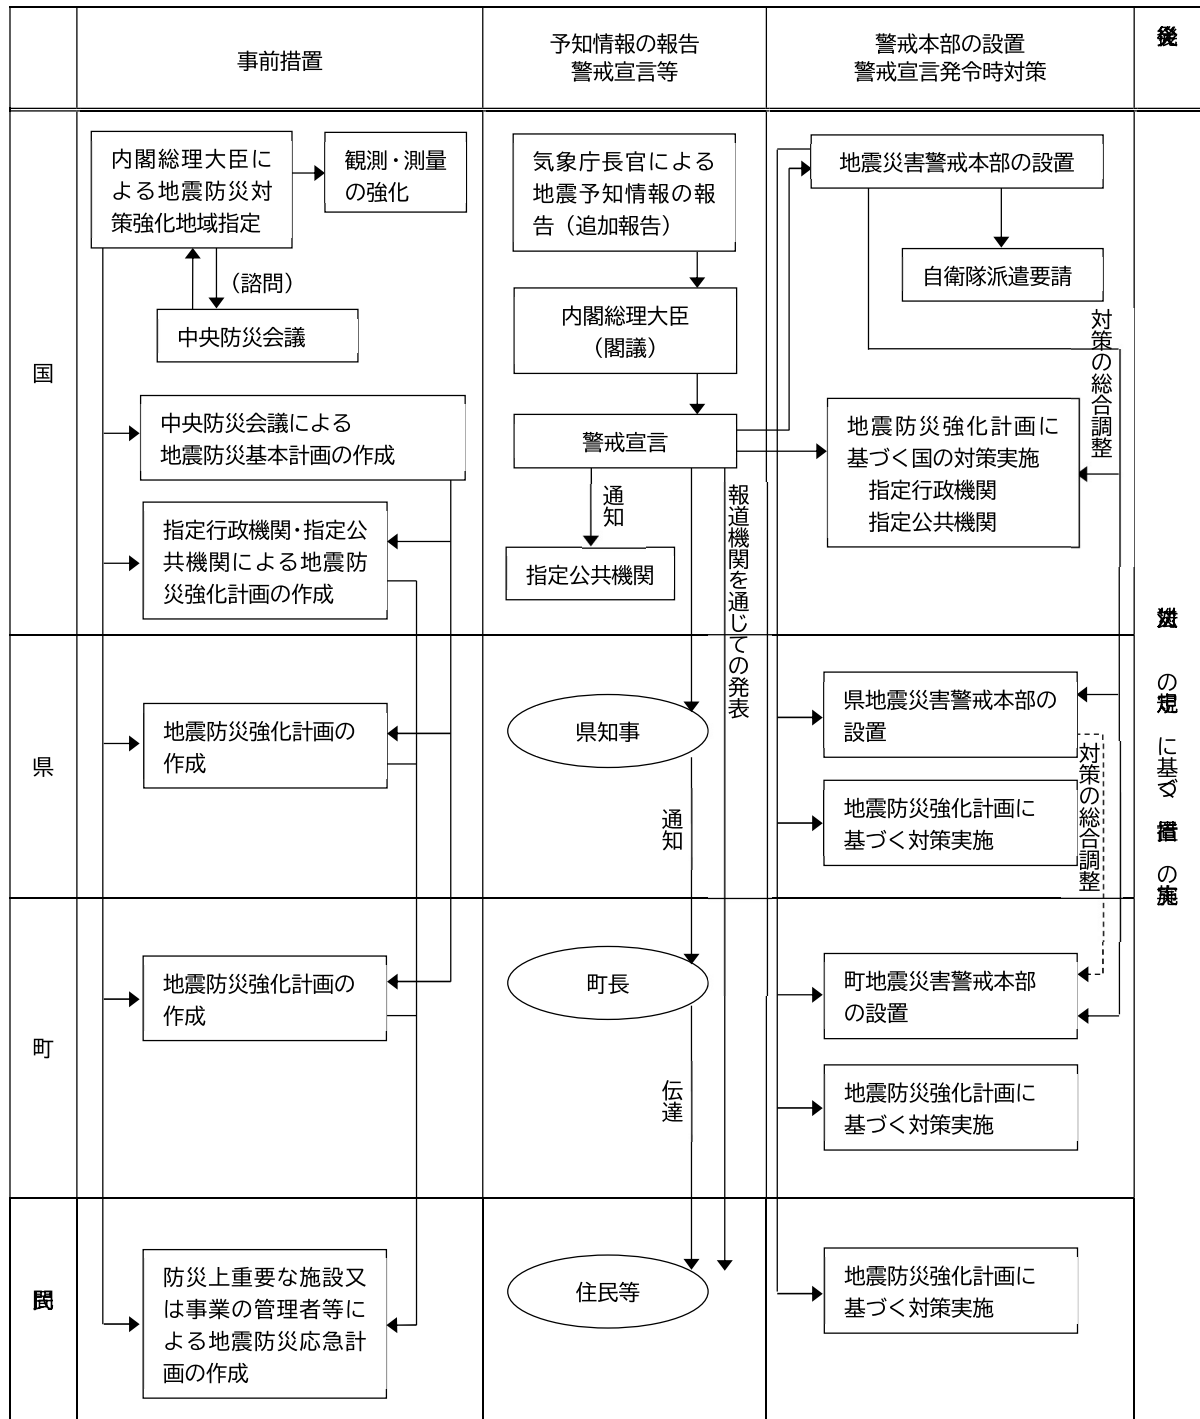 事前措置
予知情報の報告
警戒宣言等
警戒本部の設置
警戒宣言発令時対策
国
内閣総理大臣に
よる地震防災対
策強化地域指定
観測・測量
の強化
（諮問）
中央防災会議
中央防災会議による
地震防災基本計画の作成
指定行政機関・指定公
共機関による地震防
災強化計画の作成
気象庁長官による
地震予知情報の報
告（追加報告）
内閣総理大臣
（閣議）
警戒宣言
通知
指定公共機関
報道機関を通じての発表
地震災害警戒本部の設置
自衛隊派遣要請
対策の総合調整
地震防災強化計画に
基づく国の対策実施
指定行政機関
指定公共機関
県
地震防災強化計画の
作成
県知事
通知
県地震災害警戒本部の
設置
地震防災強化計画に
基づく対策実施
対策の総合調整
町
地震防災強化計画の
作成
町長
伝達
町地震災害警戒本部
の設置
地震防災強化計画に
基づく対策実施
防災上重要な施設又
は事業の管理者等に
よる地震防災応急計
画の作成
住民等
地震防災強化計画に
基づく対策実施
の規定に基づく措置の実施